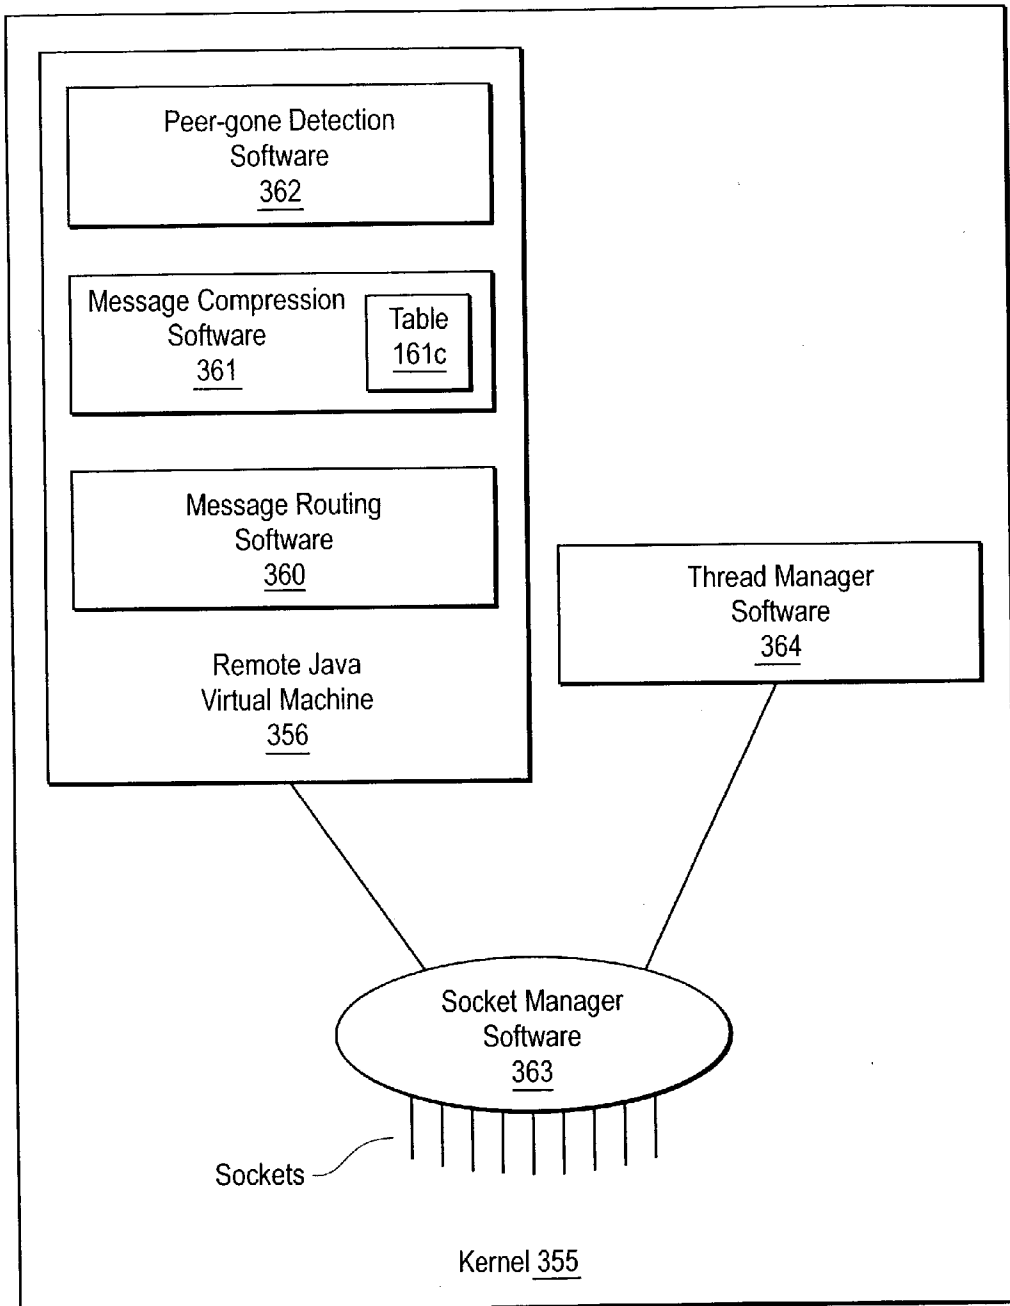 Peer-gone Detection
Software
362
Message Compression
Software
361
Table
161c
Message Routing
Software
360
Remote Java
Virtual Machine
356
Thread Manager
Software
364
Socket Manager
Software
363
Sockets
Kernel 355